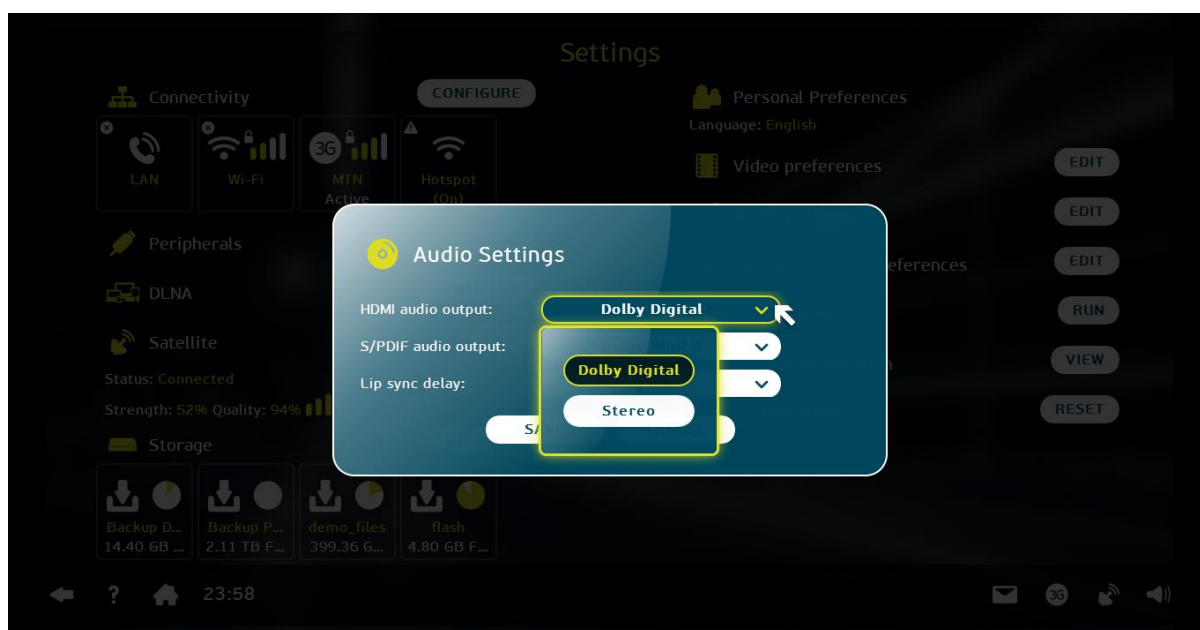 Settings
Connectivity
CONFIGURE
LAN
Wi-Fi
3G
MTN
Active
Hotspot
(On)
Peripherals
DLNA
Satellite
Status: Connected
Strength: 52% Quality: 94%
Storage
Backup D...
14.40 GB ...
Backup P...
2.11 TB F...
demo_files
399.36 G...
flash
4.80 GB F...
Personal Preferences
Language: English
Video preferences
EDIT
EDIT
EDIT
RUN
VIEW
RESET
Audio Settings
HDMI audio output:
Dolby Digital
S/PDIF audio output:
Lip sync delay:
Dolby Digital
Stereo
?
23:58
3G